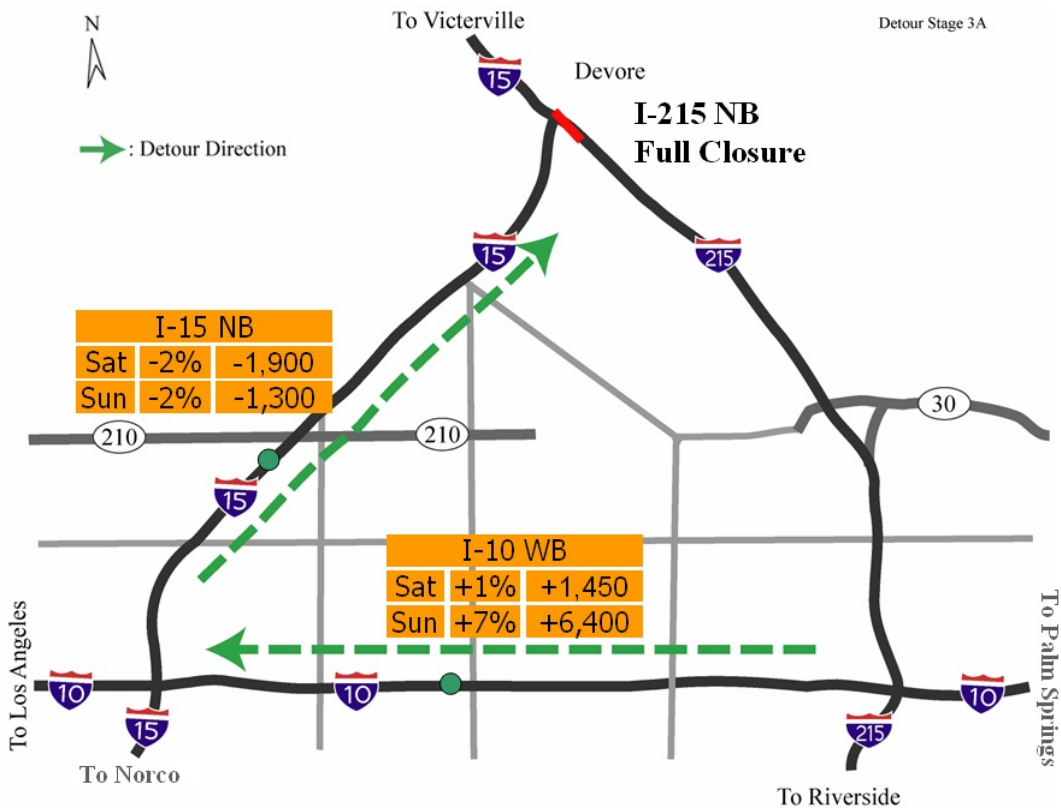 To Victerville
Detour Stage 3A
N
15
Devore
I-215 NB
Full Closure
: Detour Direction
15
215
I-15 NB
Sat -2% -1,900
Sun -2% -1,300
30
210
210
15
I-10 WB
Sat +1% +1,450
Sun +7% +6,400
To Los Angeles
To Palm Springs
10
10
10
15
215
To Norco
To Riverside